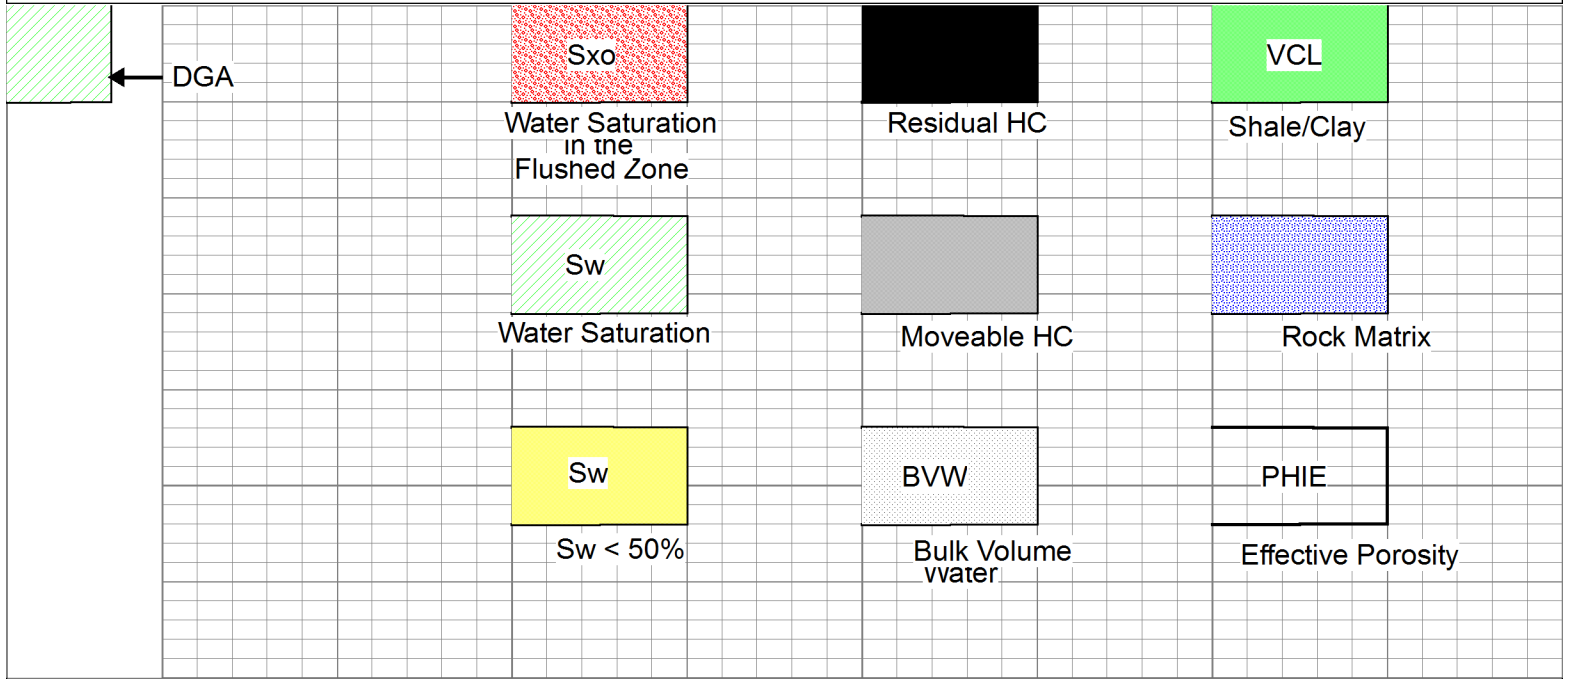 DGA
Sxo
Water Saturation
in the
Flushed Zone
Residual HC
VCL
Shale/Clay
Sw
Water Saturation
Moveable HC
Rock Matrix
Sw
Sw < 50%
BVW
Bulk Volume
Water
PHIE
Effective Porosity